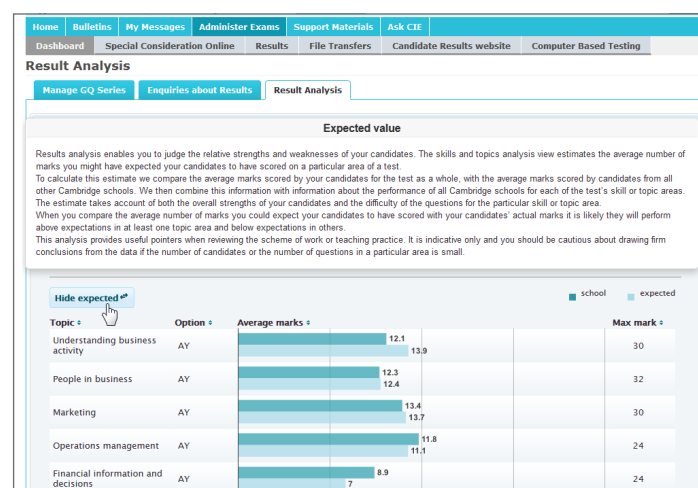 Home Bulletins My Messages Administer Exams Support Materials Ask CIE
Dashboard Special Consideration Online Results File Transfers Candidate Results website Computer Based Testing
Result Analysis
Manage GQ Series Enquiries about Results Result Analysis
Expected value
Results analysis enables you to judge the relative strengths and weaknesses of your candidates. The skills and topics analysis view estimates the average number of
marks you might have expected your candidates to have scored on a particular area of a test.
To calculate this estimate we compare the average marks scored by your candidates for the test as a whole, with the average marks scored by candidates from all
other Cambridge schools. We then combine this information with information about the performance of all Cambridge schools for each of the test's skill or topic areas.
The estimate takes account of both the overall strengths of your candidates and the difficulty of the questions for the particular skill or topic area.
When you compare the average number of marks you could expect your candidates to have scored with your candidates' actual marks it is likely they will perform
above expectations in at least one topic area and below expectations in others.
This analysis provides useful pointers when reviewing the scheme of work or teaching practice. It is indicative only and you should be cautious about drawing firm
conclusions from the data if the number of candidates or the number of questions in a particular area is small.
Hide expected school expected
Topic Option Average marks Max mark
Understanding business
activity AY 12.1 13.9 30
People in business AY 12.3 12.4 32
Marketing AY 13.4 13.7 30
Operations management AY 11.8 11.1 24
Financial information and
decisions AY 8.9 7 24